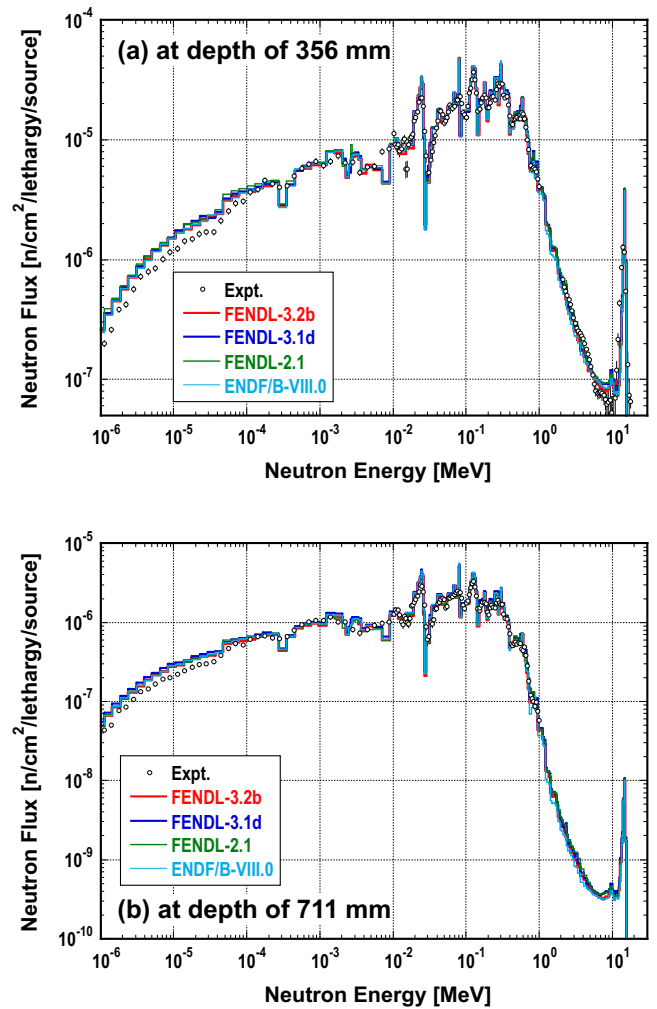 (a) at depth of 356 mm
Neutron Flux [n/cm²/lethargy/source]
10⁻⁴
10⁻⁵
10⁻⁶
10⁻⁷
Expt.
FENDL-3.2b
FENDL-3.1d
FENDL-2.1
ENDF/B-VIII.0
10⁻⁶ 10⁻⁵ 10⁻⁴ 10⁻³ 10⁻² 10⁻¹ 10⁰ 10¹
Neutron Energy [MeV]
Neutron Flux [n/cm²/lethargy/source]
10⁻⁵
10⁻⁶
10⁻⁷
10⁻⁸
10⁻⁹
10⁻¹⁰
Expt.
FENDL-3.2b
FENDL-3.1d
FENDL-2.1
ENDF/B-VIII.0
(b) at depth of 711 mm
10⁻⁶ 10⁻⁵ 10⁻⁴ 10⁻³ 10⁻² 10⁻¹ 10⁰ 10¹
Neutron Energy [MeV]